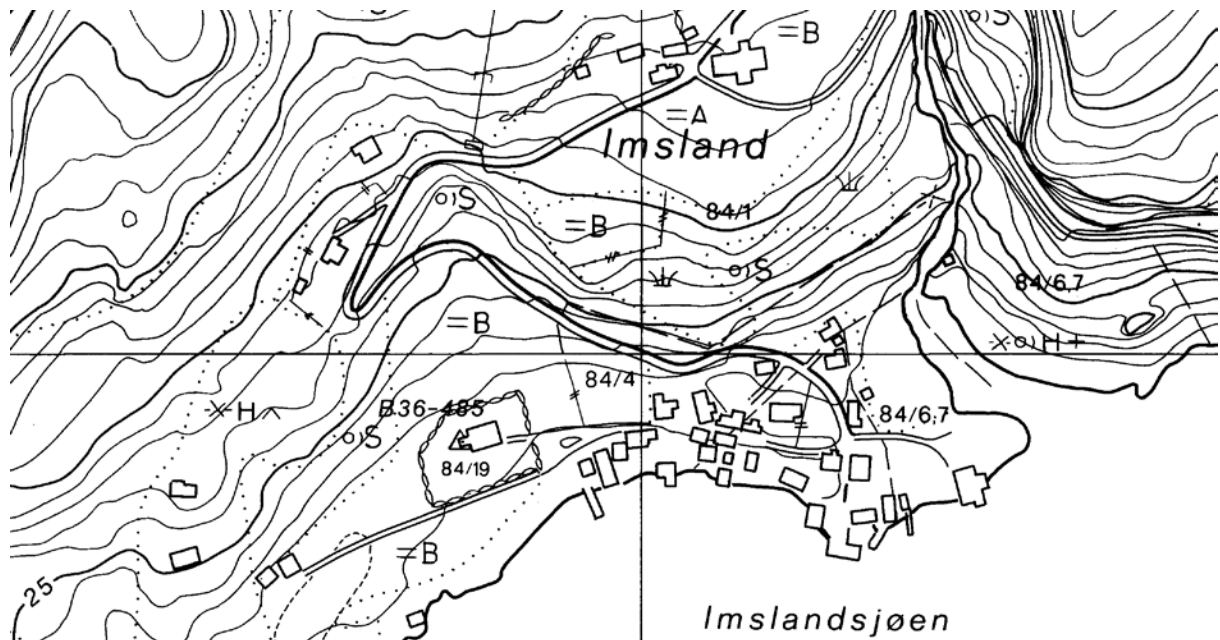 S
=B
=A
Imsland
S
84/1
=B
S
84/6,7
=B
H+
84/4
H
B36-485
84/6,7
S
84/19
=B
25
Imslandsjøen